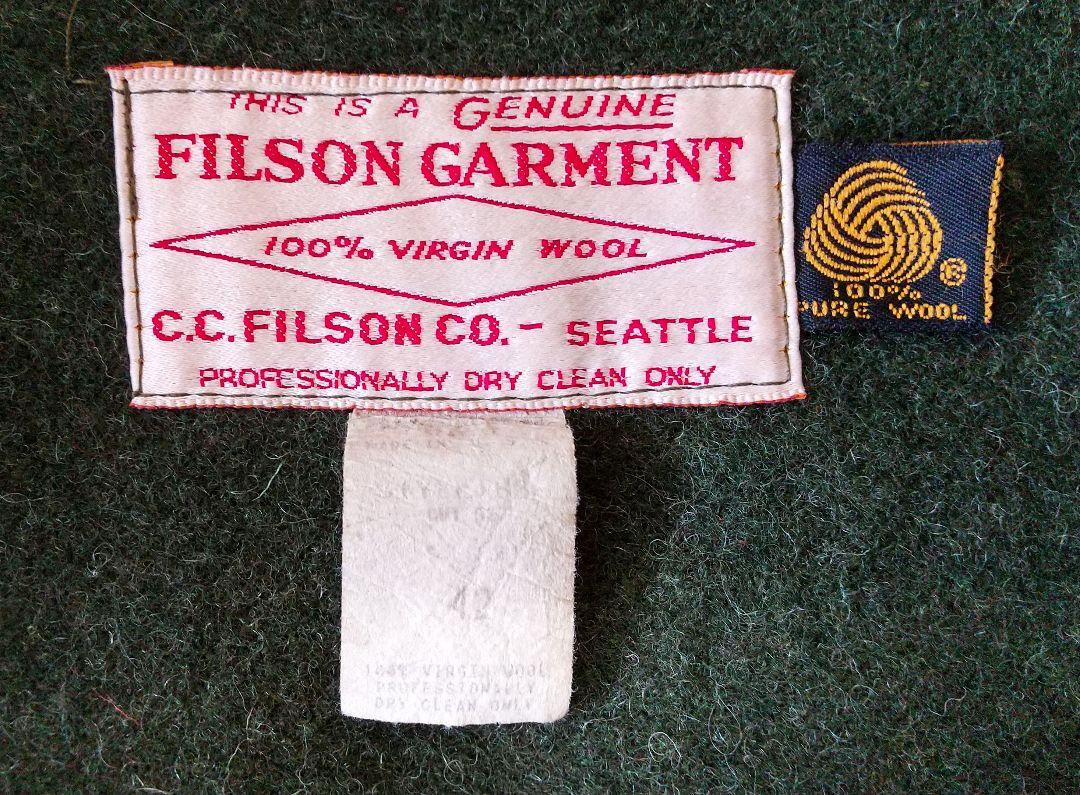 THIS IS A GENUINE
FILSON GARMENT
100% VIRGIN WOOL
C.C. FILSON CO. - SEATTLE
PROFESSIONALLY DRY CLEAN ONLY
100%
PURE WOOL
42
100% VIRGIN WOOL
PROFESSIONALLY
DRY CLEAN ONLY